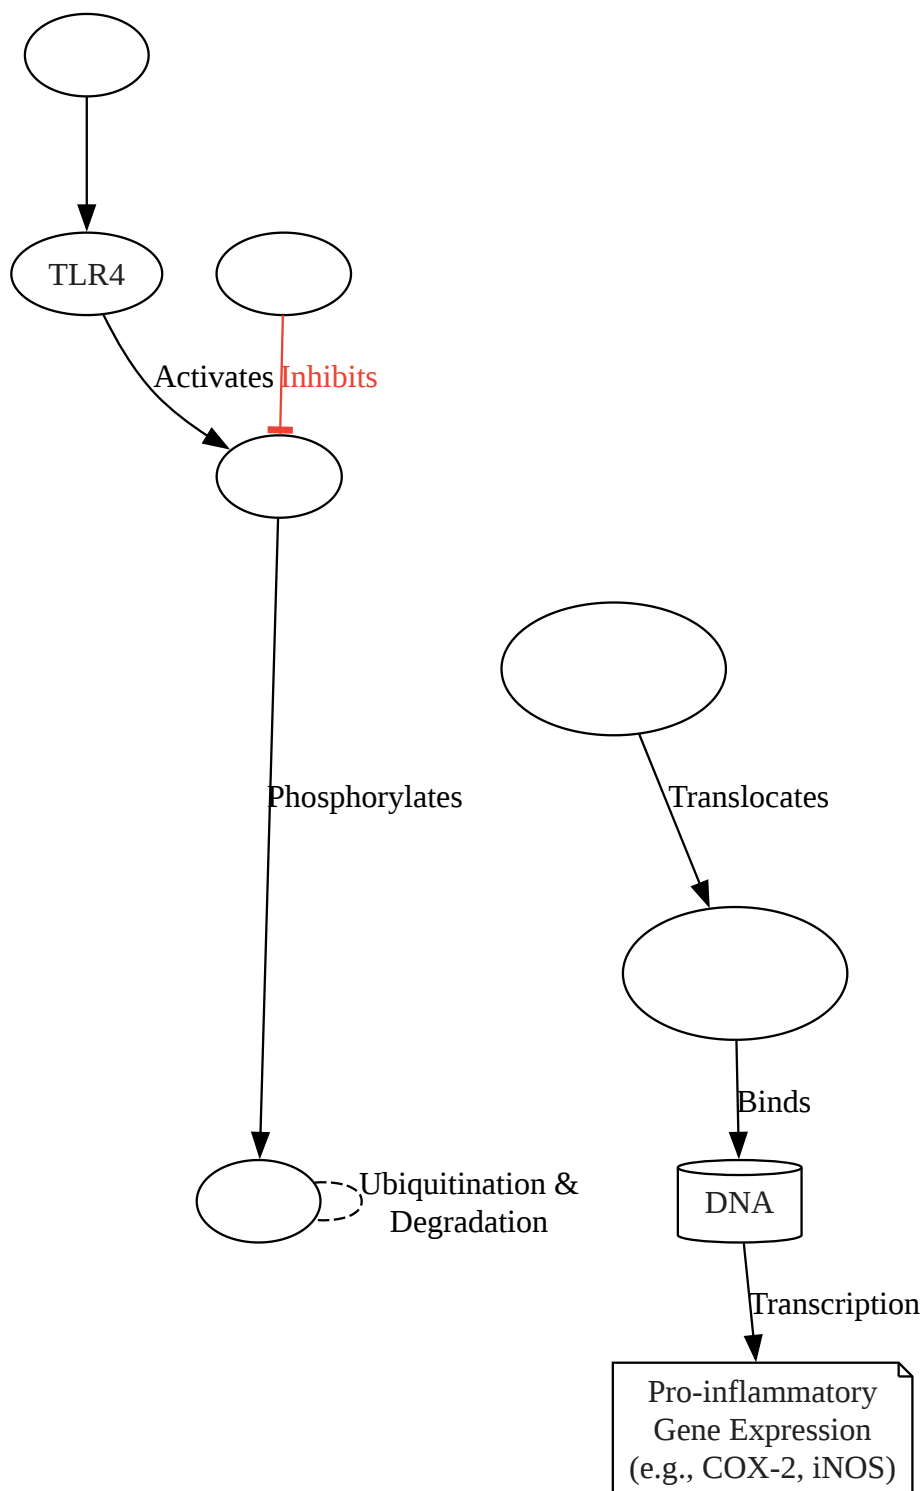 TLR4
Activates
Inhibits
Phosphorylates
Translocates
Binds
Ubiquitination &
Degradation
DNA
Transcription
Pro-inflammatory
Gene Expression
(e.g., COX-2, iNOS)